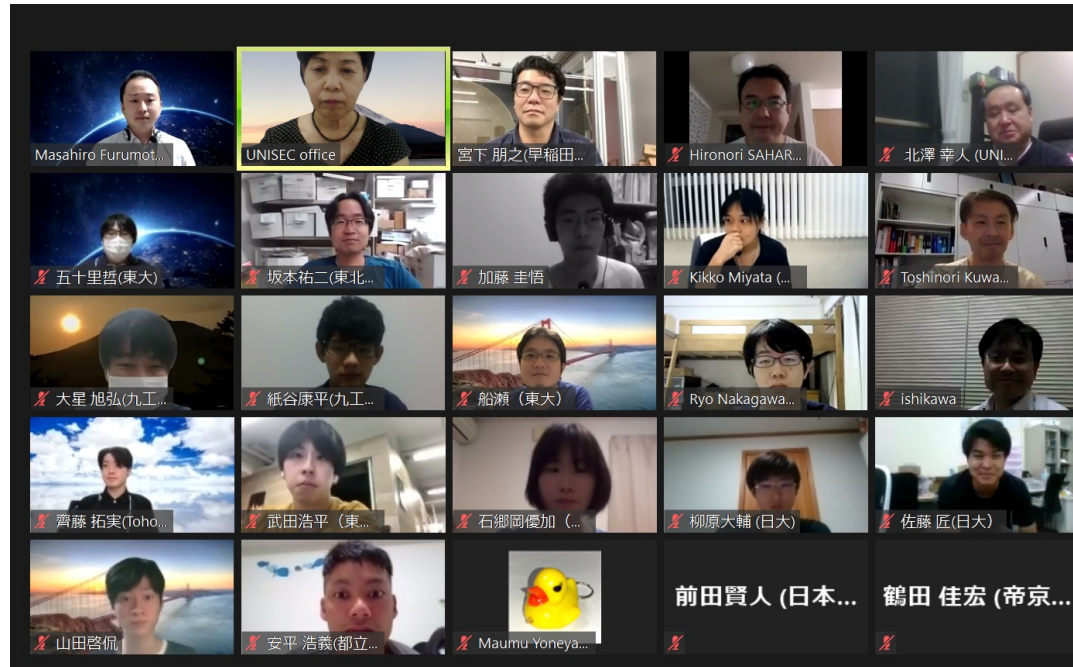 Masahiro Furumot...
UNISEC office
宮下 朋之(早稲田...
Hironori SAHAR...
北澤 幸人 (UNI...
五十里哲(東大)
坂本祐二(東北...
加藤 圭悟
Kikko Miyata (...
Toshinori Kuwa...
大星 旭弘(九工...
紙谷康平(九工...
船瀬（東大）
Ryo Nakagawa...
ishikawa
齊藤 拓実(Toho...
武田浩平（東...
石郷岡優加（...
柳原大輔 (日大)
佐藤 匠(日大）
山田啓侃
安平 浩義(都立...
Maumu Yoneya...
前田賢人 (日本...
鶴田 佳宏 (帝京...